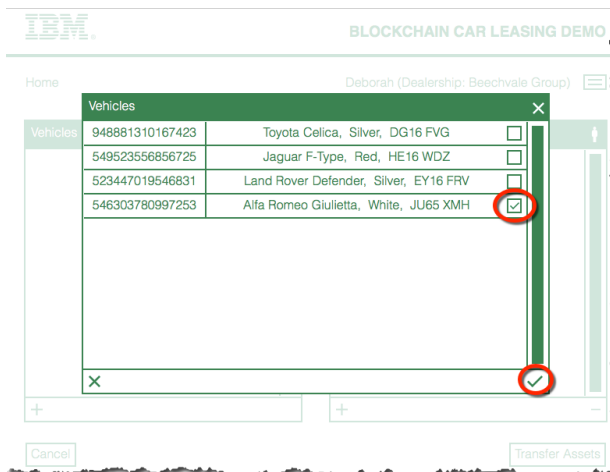 IBM.
BLOCKCHAIN CAR LEASING DEMO
Home
Deborah (Dealership: Beechvale Group)
Vehicles
Vehicles
948881310167423 Toyota Celica, Silver, DG16 FVG
549523556856725 Jaguar F-Type, Red, HE16 WDZ
523447019546831 Land Rover Defender, Silver, EY16 FRV
546303780997253 Alfa Romeo Giulietta, White, JU65 XMH
Cancel
Transfer Assets